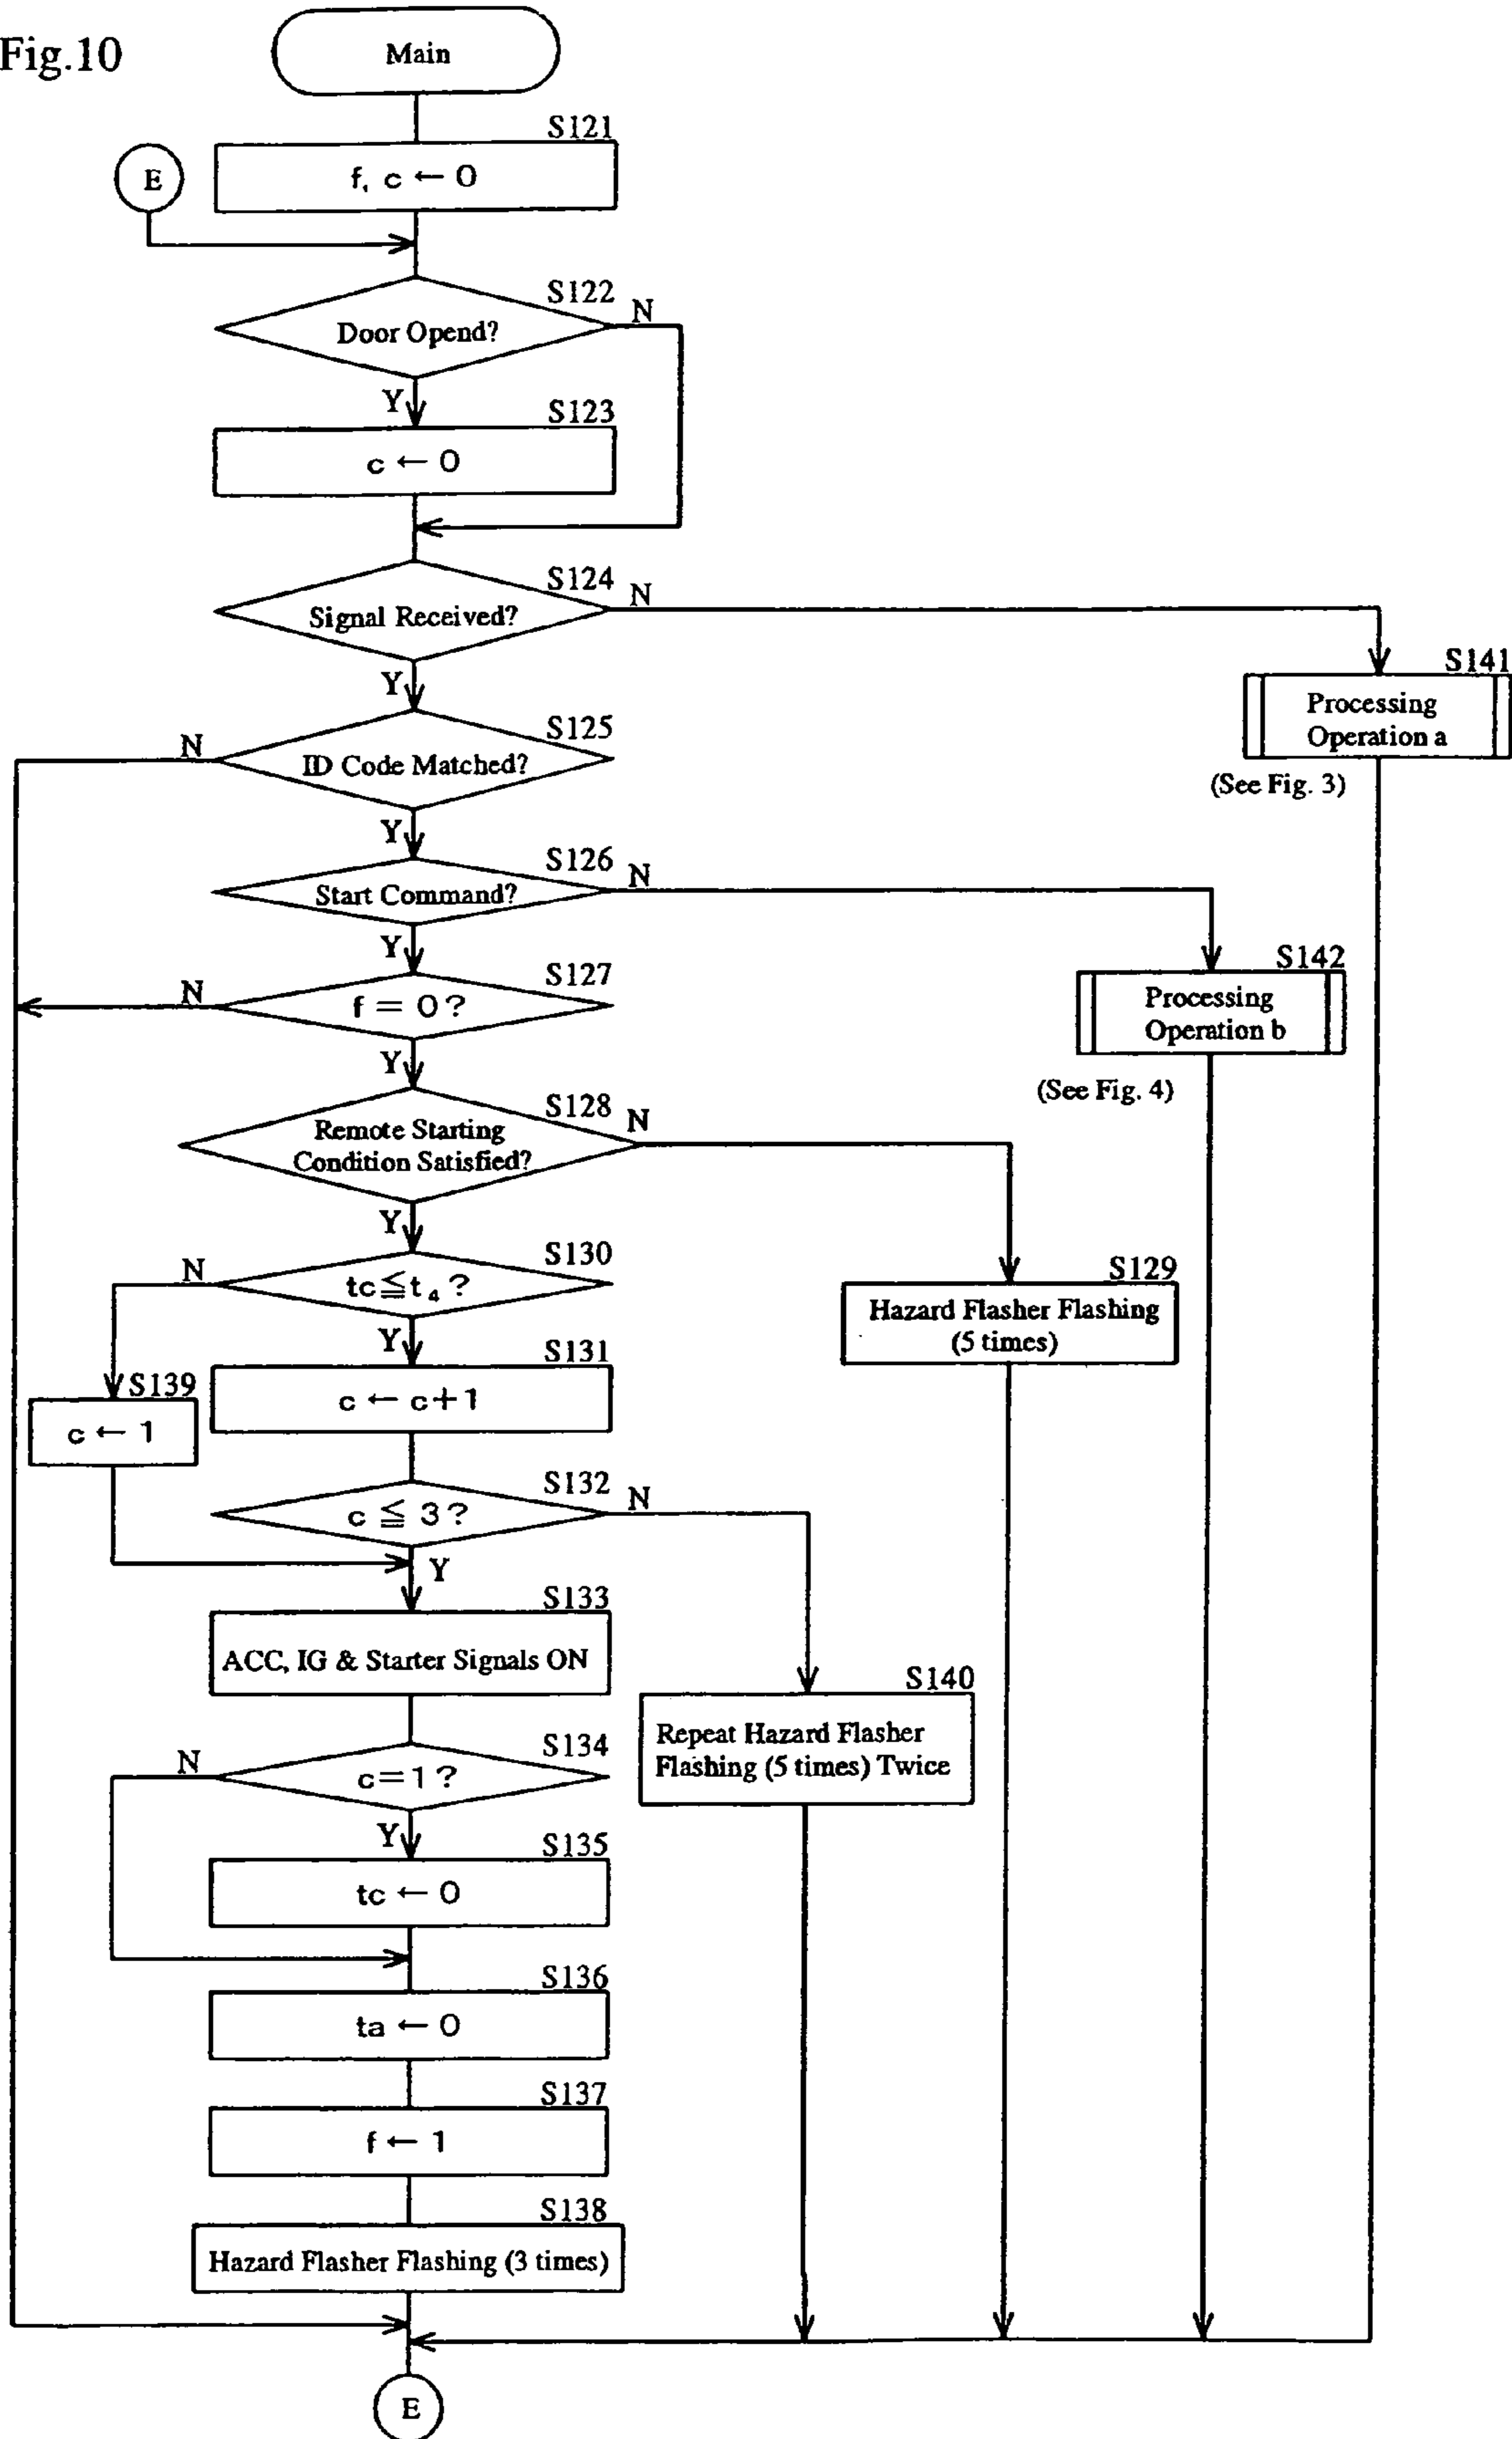 Fig.10
Main
S121
E
f, c ← 0
S122
N
Door Opend?
Y
S123
c ← 0
S124
N
Signal Received?
Y
S141
Processing
Operation a
(See Fig. 3)
S125
N
ID Code Matched?
Y
S126
N
Start Command?
Y
S142
Processing
Operation b
(See Fig. 4)
S127
N
f = 0?
Y
S128
N
Remote Starting
Condition Satisfied?
Y
S129
Hazard Flasher Flashing
(5 times)
S130
N
tc≦t₄?
Y
S131
c ← c+1
S139
c ← 1
S132
N
c ≦ 3?
Y
S133
ACC, IG & Starter Signals ON
S140
Repeat Hazard Flasher
Flashing (5 times) Twice
S134
N
c=1?
Y
S135
tc ← 0
S136
ta ← 0
S137
f ← 1
S138
Hazard Flasher Flashing (3 times)
E